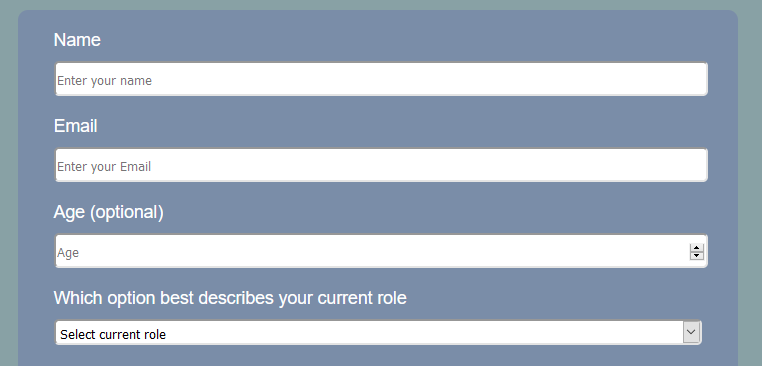 Name
Enter your name
Email
Enter your Email
Age (optional)
Age
Which option best describes your current role
Select current role